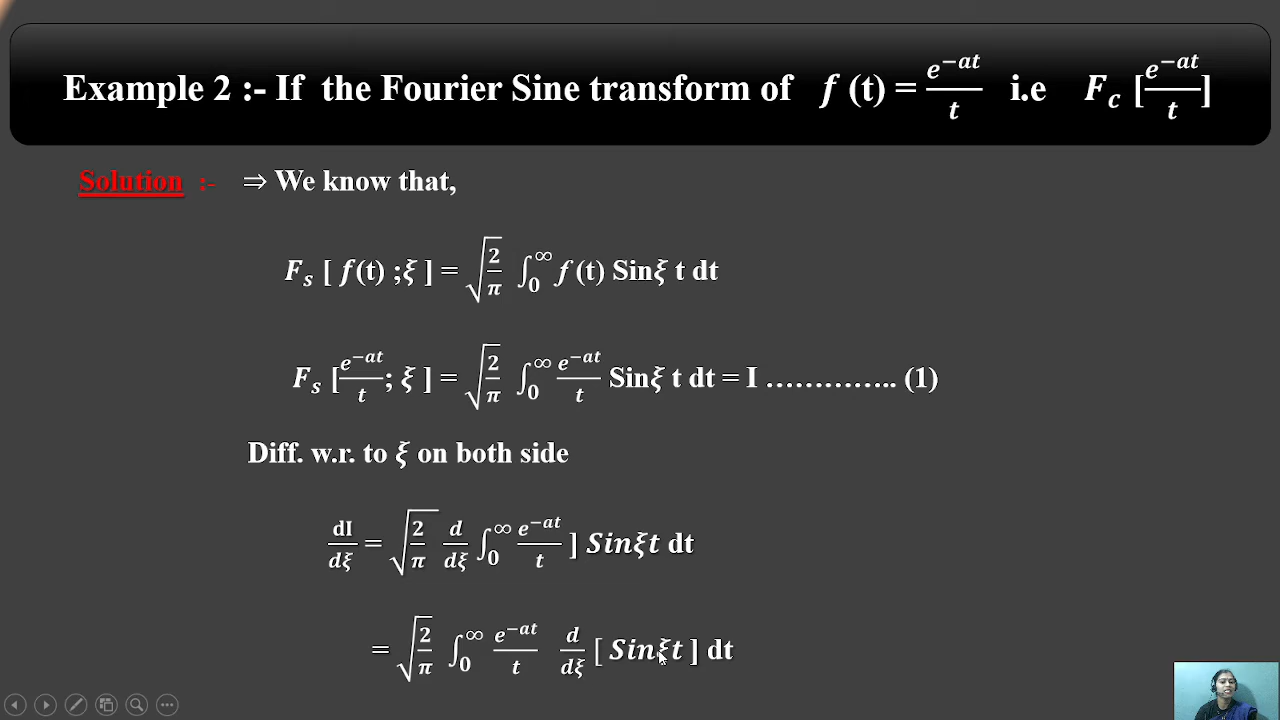 Example 2 :- If the Fourier Sine transform of f (t) = e^{-at}/t i.e F_c [e^{-at}/t]
Solution :- ⇒ We know that,
F_s [ f(t) ;ξ ] = √(2/π) ∫_0^∞ f(t) Sinξ t dt
F_s [e^{-at}/t; ξ ] = √(2/π) ∫_0^∞ e^{-at}/t Sinξ t dt = I ………….. (1)
Diff. w.r. to ξ on both side
dI/dξ = √(2/π) d/dξ ∫_0^∞ e^{-at}/t ] Sinξt dt
= √(2/π) ∫_0^∞ e^{-at}/t d/dξ [ Sinξt ] dt